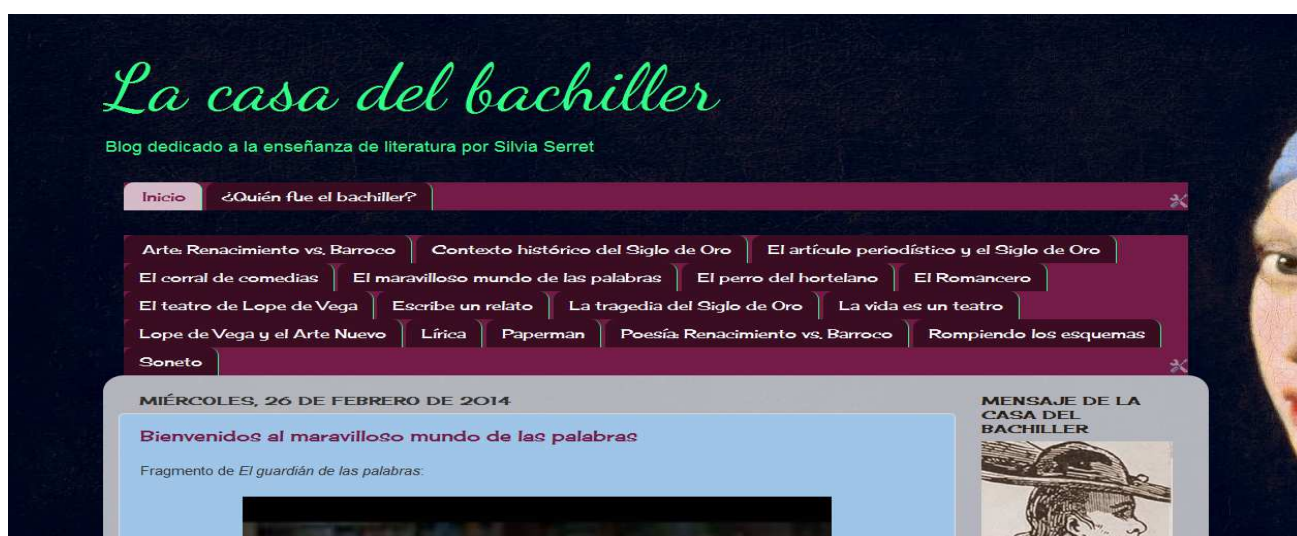 La casa del bachiller
Blog dedicado a la enseñanza de literatura por Silvia Serret
Inicio ¿Quién fue el bachiller?
Arte: Renacimiento vs. Barroco Contexto histórico del Siglo de Oro El artículo periodístico y el Siglo de Oro
El corral de comedias El maravilloso mundo de las palabras El perro del hortelano El Romancero
El teatro de Lope de Vega Escribe un relato La tragedia del Siglo de Oro La vida es un teatro
Lope de Vega y el Arte Nuevo Lírica Paperman Poesía: Renacimiento vs. Barroco Rompiendo los esquemas
Soneto
MIÉRCOLES, 26 DE FEBRERO DE 2014
Bienvenidos al maravilloso mundo de las palabras
Fragmento de El guardián de las palabras:
MENSAJE DE LA
CASA DEL
BACHILLER